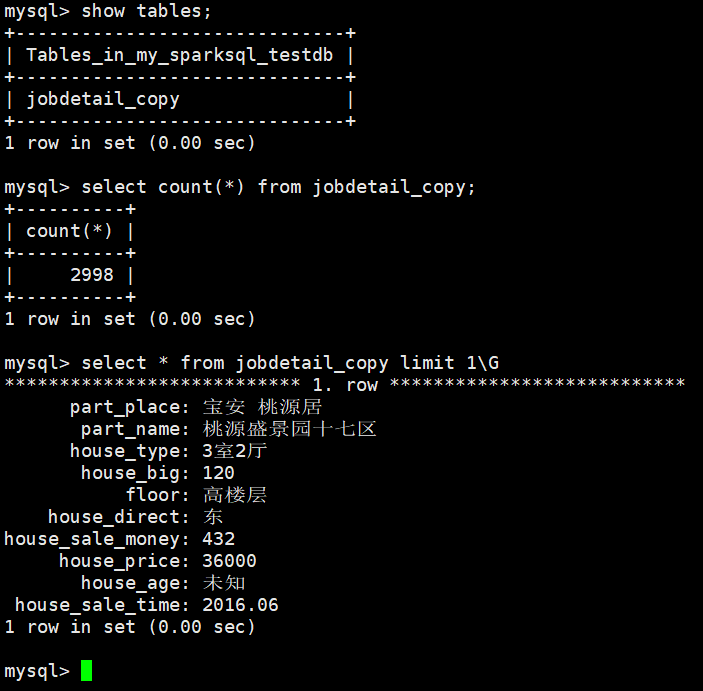 mysql> show tables;
+-----------------------------+
| Tables_in_my_sparksql_testdb |
+-----------------------------+
| jobdetail_copy               |
+-----------------------------+
1 row in set (0.00 sec)
mysql> select count(*) from jobdetail_copy;
+----------+
| count(*) |
+----------+
|     2998 |
+----------+
1 row in set (0.00 sec)
mysql> select * from jobdetail_copy limit 1\G
*************************** 1. row ***************************
      part_place: 宝安 桃源居
       part_name: 桃源盛景园十七区
      house_type: 3室2厅
       house_big: 120
           floor: 高楼层
    house_direct: 东
house_sale_money: 432
     house_price: 36000
       house_age: 未知
 house_sale_time: 2016.06
1 row in set (0.00 sec)
mysql>